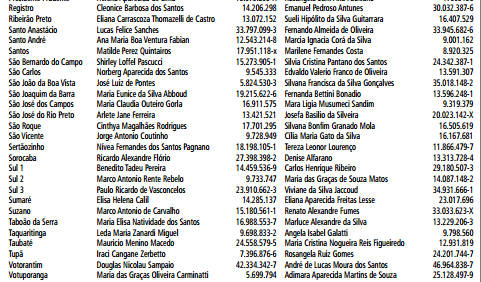 Registro Cleonice Barbosa dos Santos 14.206.298 Emanuel Pedroso Antunes 30.032.387-6
Ribeirão Pires Eliana Carrascoza Thomazelli de Castro 13.072.152 Sueli Hipólito da Silva Guitarrara 16.407.529
Santo Anastácio Lucas Felice Sanches 33.797.099-3 Fernando Almeida de Oliveira 33.945.682-6
Santo André Ana Maria Boa Ventura Fabian 12.543.214-8 Marcia Ignacia Corá da Silva 9.001.162
Santos Matilde Perez Quintairos 17.951.118-x Marilene Fernandes Costa 8.920.325
São Bernardo do Campo Shirley Loffel Pascucci 15.273.905-1 Silvia Cristina Pantano dos Santos 24.342.387-1
São Carlos Norberg Aparecida dos Santos 9.545.333 Edvaldo Valerio Franco de Oliveira 13.591.307
São João da Boa Vista José Luiz de Pontes 5.824.530-3 Silvana Francisca da Silva Gonçalves 35.018.148-2
São Joaquim da Barra Maria Eunice da Silva Abboud 19.215.622-6 Fernanda Bettini Bonadio 13.596.248-1
São José dos Campos Maria Claudia Outeiro Gorla 16.911.575 Mara Ligia Musumeci Sandim 9.319.379
São José do Rio Preto Arlete Jane Ferreira 13.421.521 Josefa Basilio da Silveira 20.023.142-X
São Roque Cinthya Magalhães Rodrigues 17.701.295 Silvana Bonfim Granado Mola 16.505.619
São Vicente Jorge Antonio Coutinho 9.728.949 Cilia Maria Gato da Silva 16.167.681
Sertãozinho Nívea Fernandes dos Santos Pagnano 18.198.105-1 Tereza Leonor Lourenço 11.866.479-7
Sorocaba Ricardo Alexandre Flório 27.398.398-2 Denise Alfarano 13.313.728-4
Sul 1 Benedito Tadeu Pereira 14.459.536-9 Carlos Henrique Ribeiro 29.180.507-3
Sul 2 Marco Antonio Rente Rebelo 9.733.747 Maria das Graças de Souza Matos 14.087.148-2
Sul 3 Paulo Ricardo de Vasconcelos 23.910.662-3 Viviane da Silva Jaccoud 34.931.666-1
Sumaré Elisa Helena Calil 14.285.137 Eliana Aparecida Freitas Lesse 23.017.696
Suzano Marco Antonio de Carvalho 15.180.561-1 Renato Alexandre Fumes 33.033.623-X
Taboão da Serra Maria Elisa Natividade dos Santos 16.988.553-7 Marluce Alexandre da Silva 13.229.206-3
Taquaritinga Leda Maria Zanardi Miguel 9.698.833-2 Angela Isabel Galatti 9.798.560
Taubaté Mauricio Menino Macedo 24.558.579-5 Maria Cristina Nogueira Reis Figueiredo 12.931.819
Tupã Iraci Cangane Zerbetto 7.396.876-6 Rosangela Ruiz Gomes 24.201.744-7
Votorantim Douglas Nicolau Sampaio 42.334.342-7 André de Lucas Moura dos Santos 46.964.838-7
Votuporanga Maria das Graças Oliveira Carminatti 5.699.794 Adimara Aparecida Martins de Souza 25.128.497-9